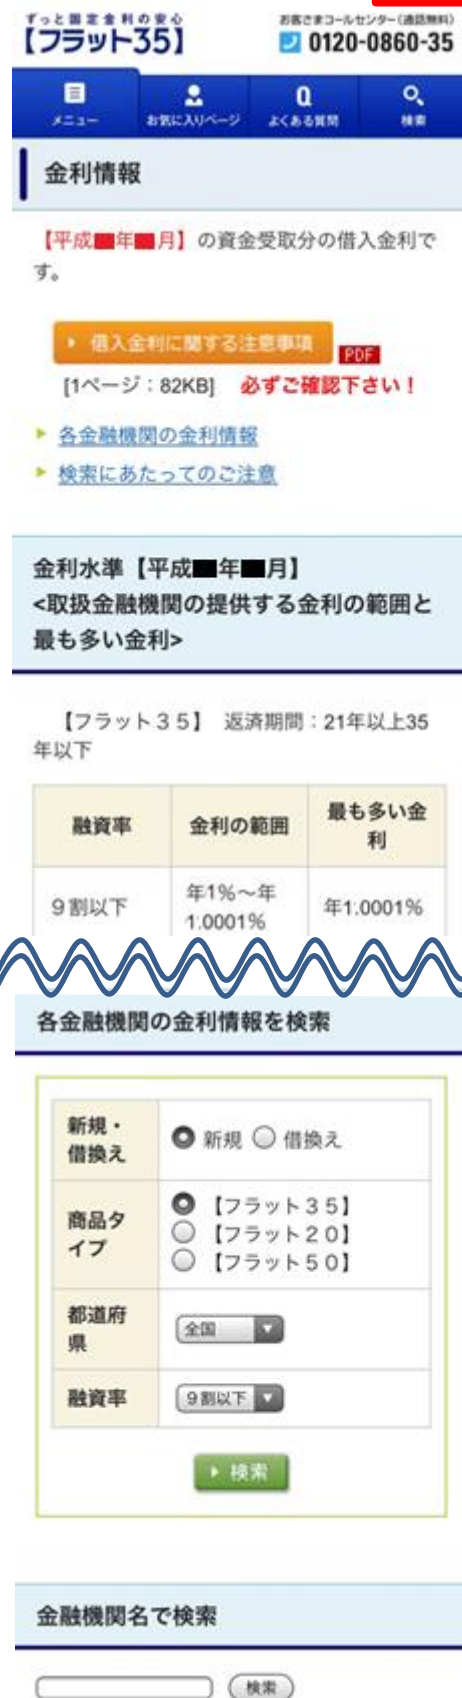 ずっと固定金利の安心
【フラット35】
お客さまコールセンター(通話無料)
0120-0860-35
メニュー
お気に入りページ
よくある質問
検索
金利情報
【平成■年■月】の資金受取分の借入金利で
す。
借入金利に関する注意事項
PDF
[1ページ：82KB] 必ずご確認下さい！
各金融機関の金利情報
検索にあたってのご注意
金利水準【平成■年■月】
<取扱金融機関の提供する金利の範囲と
最も多い金利>
【フラット３５】 返済期間：21年以上35
年以下
融資率
金利の範囲
最も多い金
利
９割以下
年1%～年
1.0001%
年1.0001%
各金融機関の金利情報を検索
新規・
借換え
新規 借換え
商品タ
イプ
【フラット３５】
【フラット２０】
【フラット５０】
都道府
県
全国
融資率
９割以下
検索
金融機関名で検索
検索